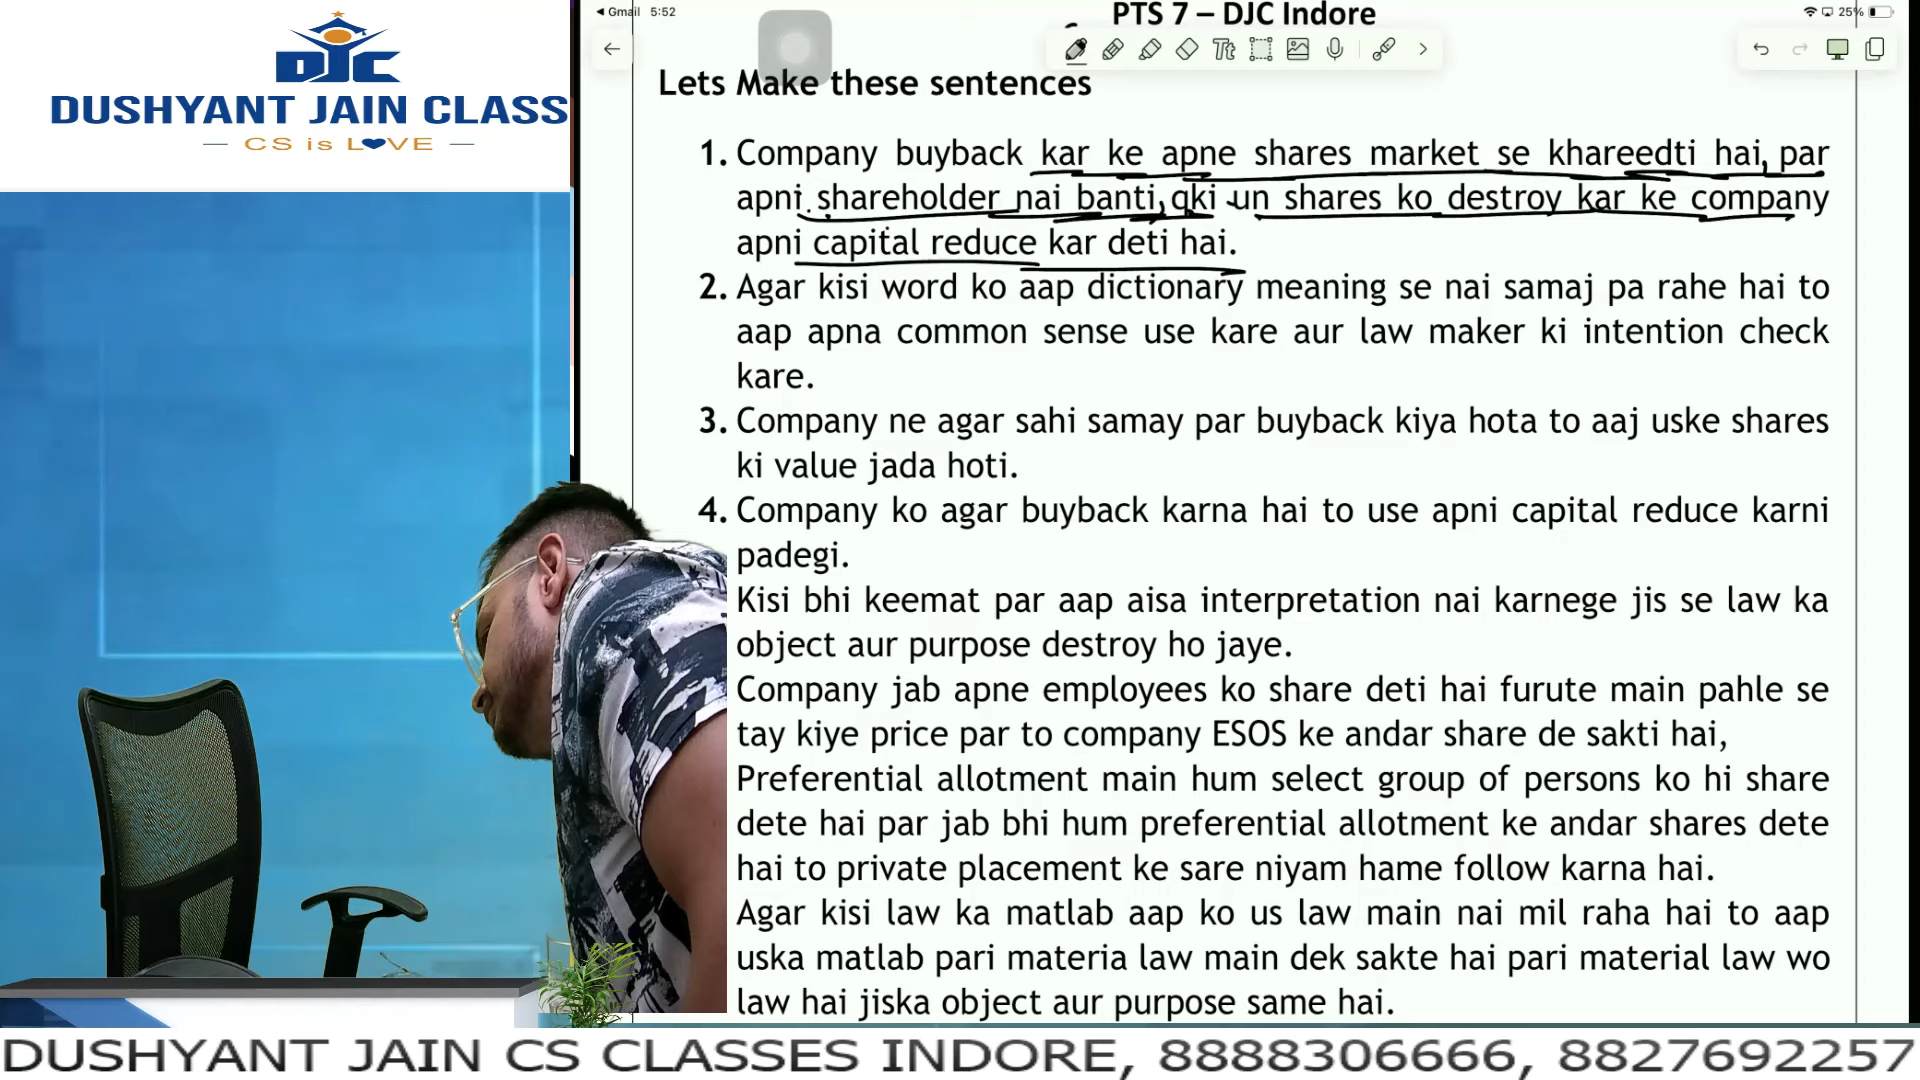 Gmail 5:52
PTS 7 – DJC Indore
25%
Tt
DJC
DUSHYANT JAIN CLASS
— CS is LVE —
Lets Make these sentences
1. Company buyback kar ke apne shares market se khareedti hai, par
apni shareholder nai banti, qki un shares ko destroy kar ke company
apni capital reduce kar deti hai.
2. Agar kisi word ko aap dictionary meaning se nai samaj pa rahe hai to
aap apna common sense use kare aur law maker ki intention check
kare.
3. Company ne agar sahi samay par buyback kiya hota to aaj uske shares
ki value jada hoti.
4. Company ko agar buyback karna hai to use apni capital reduce karni
padegi.
Kisi bhi keemat par aap aisa interpretation nai karnege jis se law ka
object aur purpose destroy ho jaye.
Company jab apne employees ko share deti hai furute main pahle se
tay kiye price par to company ESOS ke andar share de sakti hai,
Preferential allotment main hum select group of persons ko hi share
dete hai par jab bhi hum preferential allotment ke andar shares dete
hai to private placement ke sare niyam hame follow karna hai.
Agar kisi law ka matlab aap ko us law main nai mil raha hai to aap
uska matlab pari materia law main dek sakte hai pari material law wo
law hai jiska object aur purpose same hai.
DUSHYANT JAIN CS CLASSES INDORE, 8888306666, 8827692257